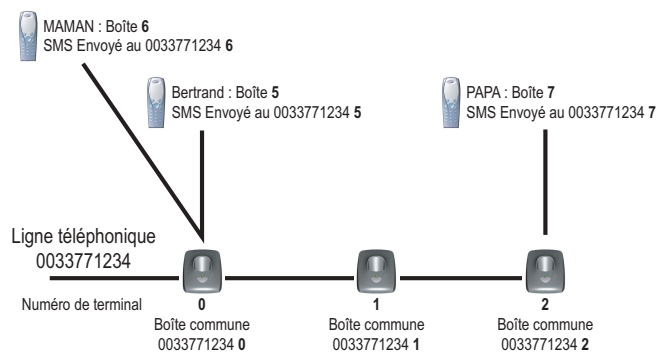 MAMAN : Boîte 6
SMS Envoyé au 0033771234 6
Bertrand : Boîte 5
SMS Envoyé au 0033771234 5
PAPA : Boîte 7
SMS Envoyé au 0033771234 7
Ligne téléphonique
0033771234
Numéro de terminal
0
Boîte commune
0033771234 0
1
Boîte commune
0033771234 1
2
Boîte commune
0033771234 2